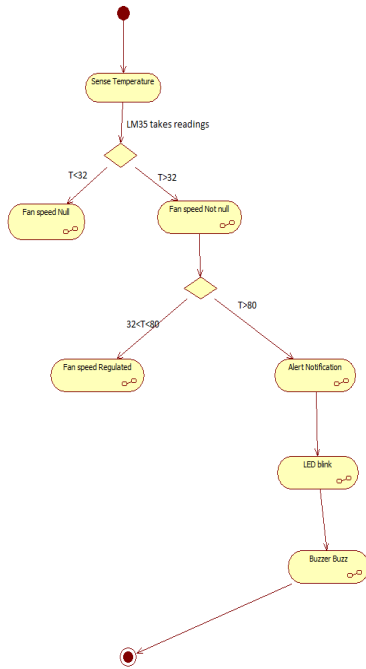 Sense Temperature
LM35 takes readings
T<32
T>32
Fan speed Null
Fan speed Not null
32<T<80
T>80
Fan speed Regulated
Alert Notification
LED blink
Buzzer Buzz